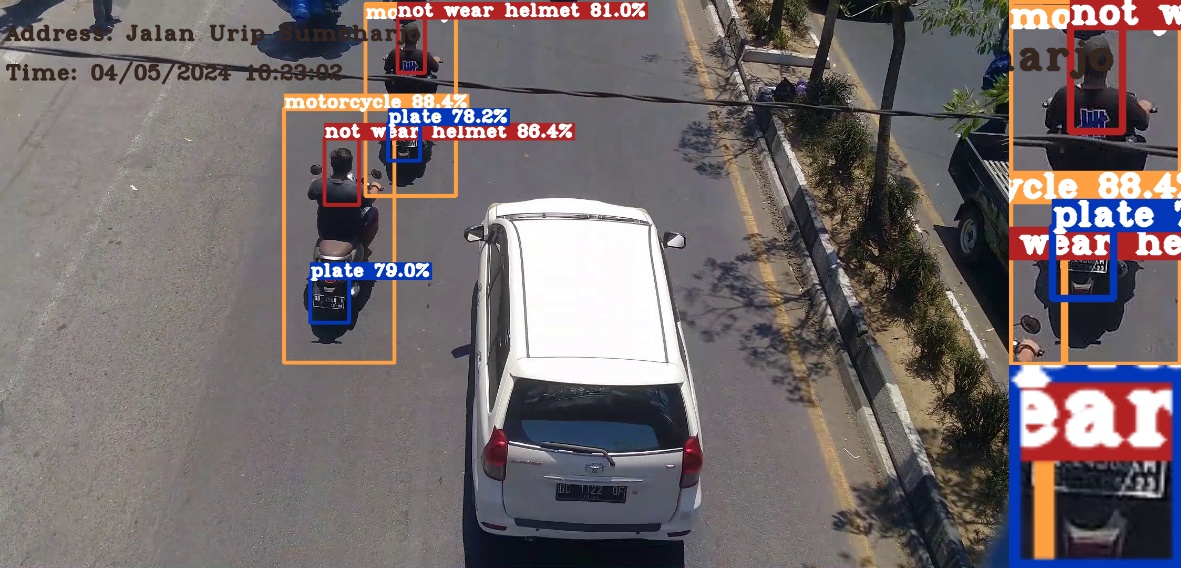 not wear helmet 81.0%
Address: Jalan Urip Sumoharjo
Time: 04/05/2024 10:23:02
motorcycle 88.4%
plate 78.2%
not wear helmet 86.4%
plate 79.0%
DD 1122 OF
not w
arjo
ycle 88.4
plate 7
wear he
ear